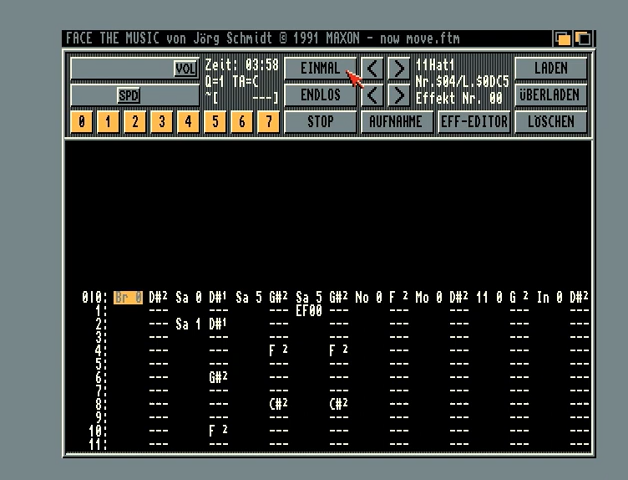 FACE THE MUSIC von Jörg Schmidt © 1991 MAXON - now move.ftm
VOL Zeit: 03:58 EINMAL < > 11Hat1 LADEN
Q=1 TA=C Nr.$04/L.$0DC5
SPD ~[ ---] ENDLOS < > Effekt Nr. 00 üBERLADEN
0 1 2 3 4 5 6 7 STOP AUFNAHME EFF-EDITOR LöSCHEN
0|0: Br 0 D#2 Sa 0 D#1 Sa 5 G#2 Sa 5 G#2 No 0 F 2 Mo 0 D#2 11 0 G 2 In 0 D#2
1: --- --- --- EF00 --- --- --- --- ---
2: --- Sa 1 D#1 --- --- --- --- --- ---
3: --- --- --- --- --- --- --- ---
4: --- --- F 2 F 2 --- --- --- ---
5: --- --- --- --- --- --- --- ---
6: --- G#2 --- --- --- --- --- ---
7: --- --- --- --- --- --- --- ---
8: --- --- C#2 C#2 --- --- --- ---
9: --- --- --- --- --- --- --- ---
10: --- F 2 --- --- --- --- --- ---
11: --- --- --- --- --- --- --- ---